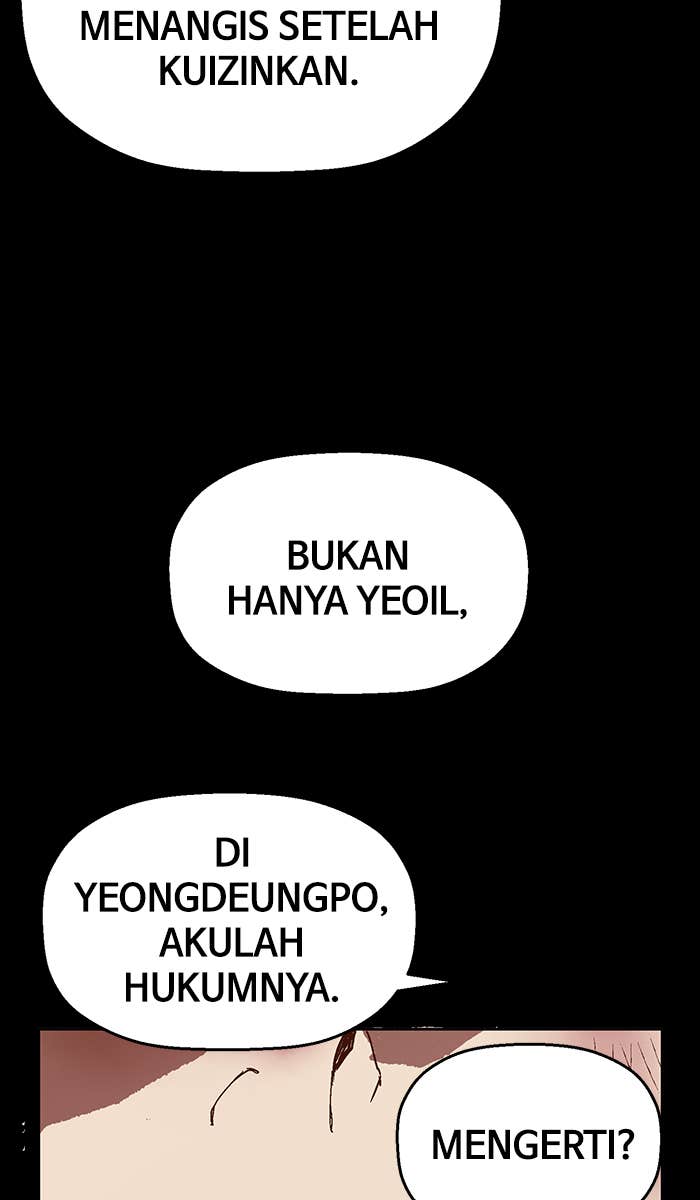 MENANGIS SETELAH
KUIZINKAN.
BUKAN
HANYA YEOIL,
DI
YEONGDEUNGPO,
AKULAH
HUKUMNYA.
MENGERTI?